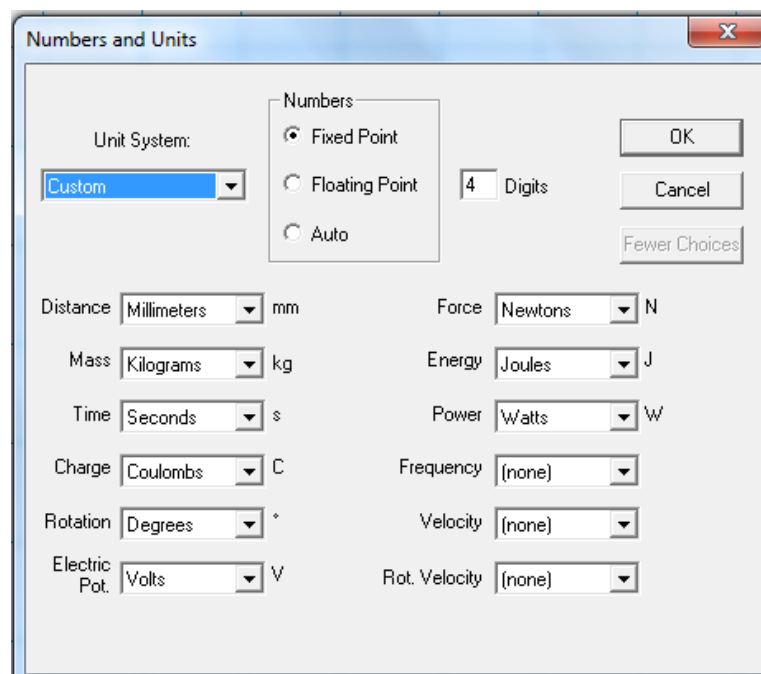 Numbers and Units
Numbers
Unit System:
Fixed Point
OK
Custom
Floating Point
4 Digits
Cancel
Auto
Fewer Choices
Distance Millimeters mm
Force Newtons N
Mass Kilograms kg
Energy Joules J
Time Seconds s
Power Watts W
Charge Coulombs C
Frequency (none)
Rotation Degrees °
Velocity (none)
Electric
Pot. Volts V
Rot. Velocity (none)